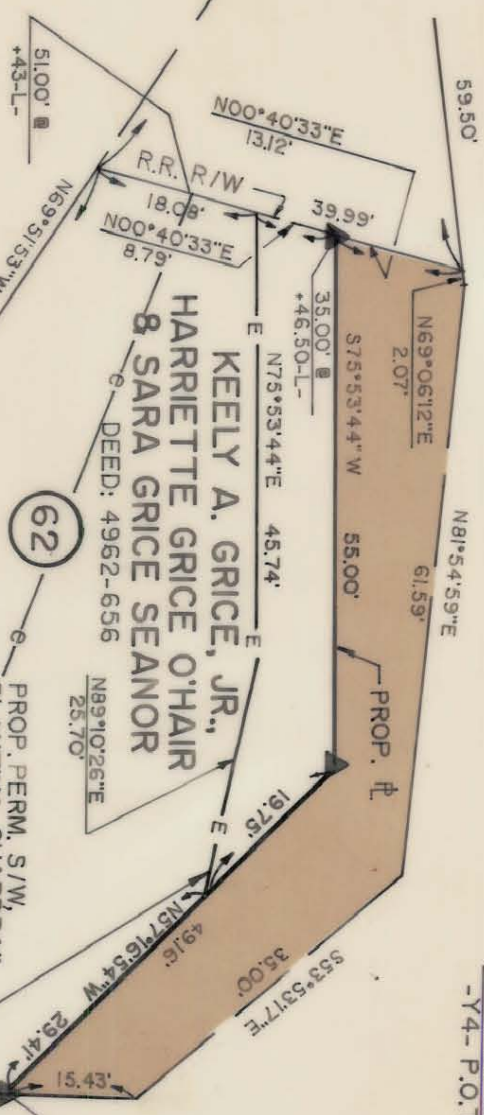 -Y4- P.O.
59.50'
N81°54'59"E
61.59'
N69°06'12"E
2.07'
N00°40'33"E
13.12'
39.99'
S75°53'44"W
55.00'
PROP. PL
35.00' @
+46.50-L-
S53°53'17"E
35.00'
R.R. R/W
18.08'
N00°40'33"E
8.79'
N75°53'44"E 45.74'
E
E
E
E
19.75'
N57°16'54"W
49.16'
29.41'
15.43'
51.00' @
+43-L-
N69°51'53"W
KEELY A. GRICE, JR.,
HARRIETTE GRICE O'HAIR
& SARA GRICE SEANOR
DEED: 4962-656
N89°10'26"E
25.70'
e
e
e
62
PROP. PERM. S/W,